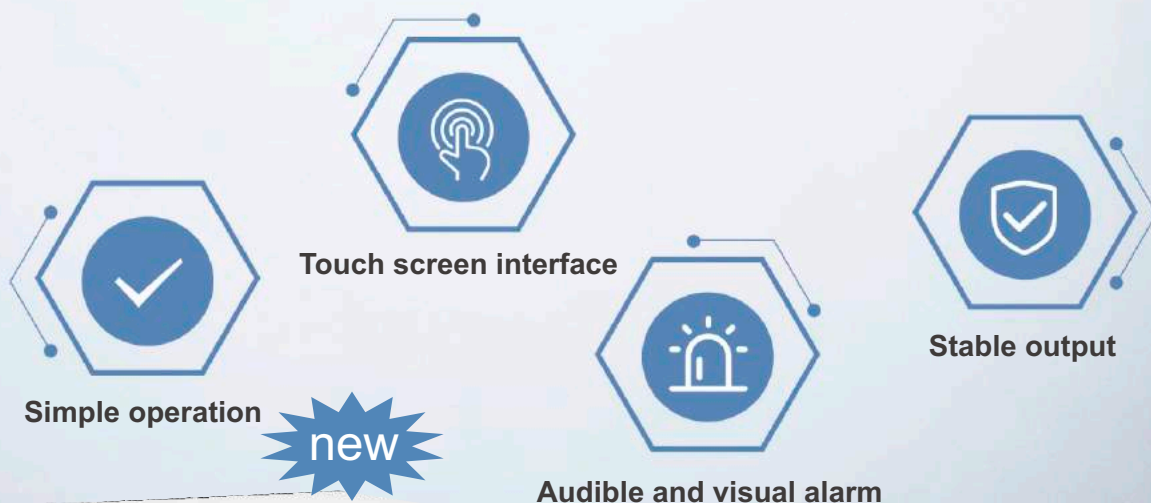 Touch screen interface
Stable output
Simple operation
new
Audible and visual alarm